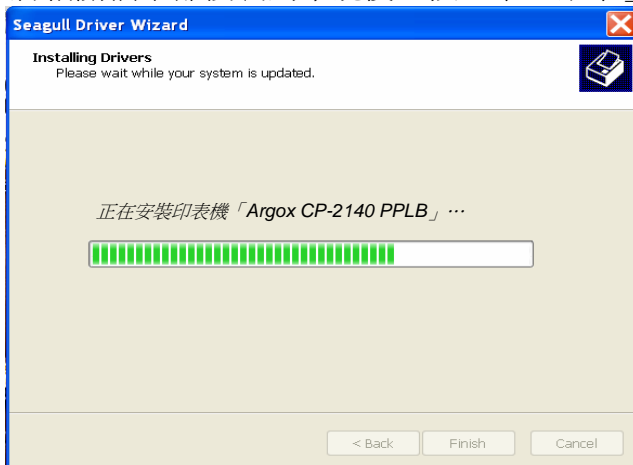 Seagull Driver Wizard
Installing Drivers
Please wait while your system is updated.
正在安裝印表機「Argox CP-2140 PPLB」…
< Back
Finish
Cancel